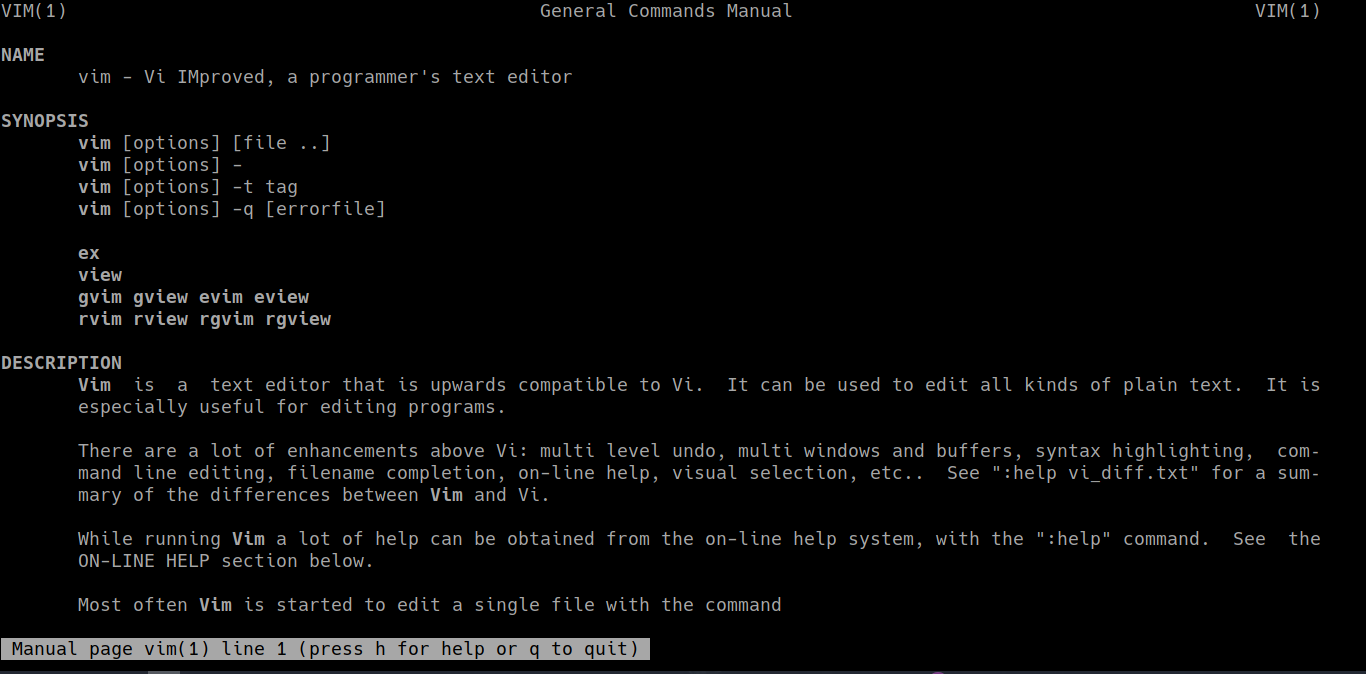 VIM(1) General Commands Manual VIM(1)
NAME
vim - Vi IMproved, a programmer's text editor
SYNOPSIS
vim [options] [file ..]
vim [options] -
vim [options] -t tag
vim [options] -q [errorfile]
ex
view
gvim gview evim eview
rvim rview rgvim rgview
DESCRIPTION
Vim is a text editor that is upwards compatible to Vi. It can be used to edit all kinds of plain text. It is
especially useful for editing programs.
There are a lot of enhancements above Vi: multi level undo, multi windows and buffers, syntax highlighting, com-
mand line editing, filename completion, on-line help, visual selection, etc.. See ":help vi_diff.txt" for a sum-
mary of the differences between Vim and Vi.
While running Vim a lot of help can be obtained from the on-line help system, with the ":help" command. See the
ON-LINE HELP section below.
Most often Vim is started to edit a single file with the command
Manual page vim(1) line 1 (press h for help or q to quit)